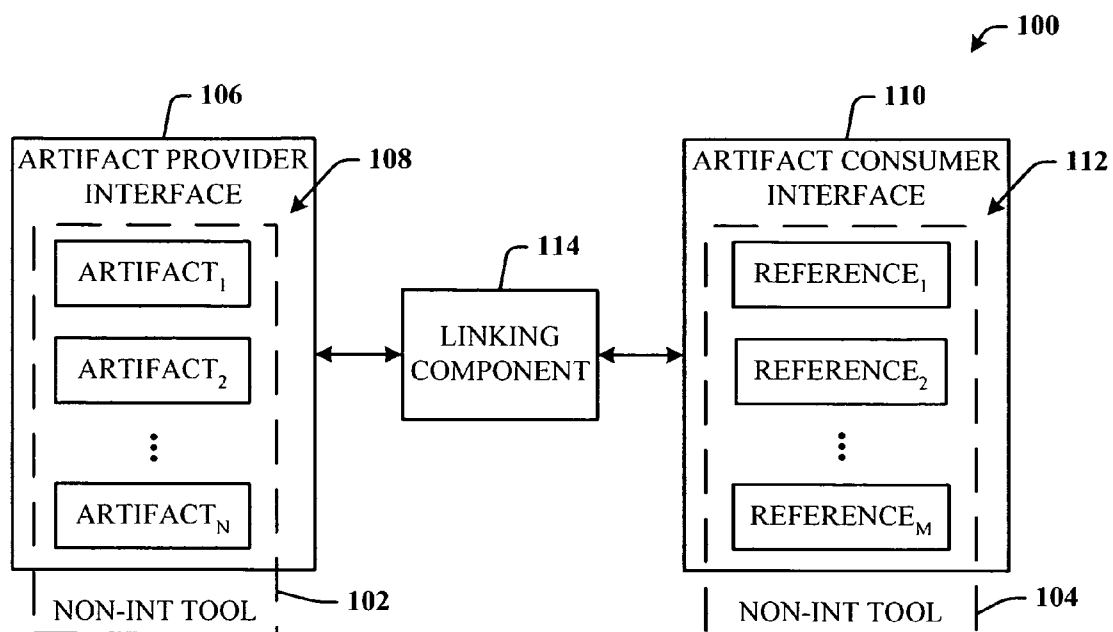 100
106
ARTIFACT PROVIDER
INTERFACE
108
ARTIFACT1
ARTIFACT2
ARTIFACTN
NON-INT TOOL
102
114
LINKING
COMPONENT
110
ARTIFACT CONSUMER
INTERFACE
112
REFERENCE1
REFERENCE2
REFERENCEM
NON-INT TOOL
104